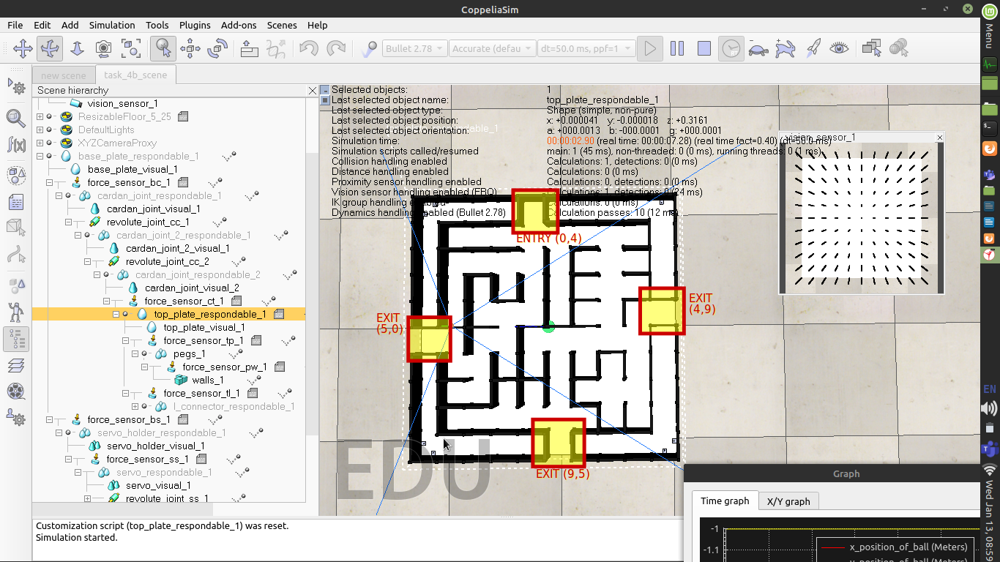 CoppeliaSim
File Edit Add Simulation Tools Plugins Add-ons Scenes Help
Menu
Bullet 2.78 Accurate (defau dt=50.0 ms, ppf=1
new scene task_4b_scene
Scene hierarchy
vision_sensor_1
ResizableFloor_5_25
DefaultLights
XYZCameraProxy
base_plate_respondable_1
base_plate_visual_1
force_sensor_bc_1
cardan_joint_respondable_1
cardan_joint_visual_1
revolute_joint_cc_1
cardan_joint_2_respondable_1
cardan_joint_2_visual_1
revolute_joint_cc_2
cardan_joint_respondable_2
cardan_joint_visual_2
force_sensor_ct_1
top_plate_respondable_1
top_plate_visual_1
force_sensor_tp_1
pegs_1
force_sensor_pw_1
walls_1
force_sensor_tl_1
l_connector_respondable_1
force_sensor_bs_1
servo_holder_respondable_1
servo_holder_visual_1
force_sensor_ss_1
servo_respondable_1
servo_visual_1
revolute_joint_ss_1
Selected objects: 1
Last selected object name: top_plate_respondable_1
Last selected object type: Shape (simple, non-pure)
Last selected object position: x: +0.000041 y: -0.000018 z: +0.3161
Last selected object orientation: a: +000.0013 b: -000.0001 g: +000.0001
Simulation time: 00:00:02.90 (real time: 00:00:07.28) (real time fact=0.40) (dt=50.0 ms)
Simulation scripts called/resumed main: 1 (45 ms), non-threaded: 0 (0 ms), running threads: 0 (1 ms)
Collision handling enabled Calculations: 1, detections: 0 (0 ms)
Distance handling enabled Calculations: 0 (0 ms)
Proximity sensor handling enabled Calculations: 0, detections: 0 (0 ms)
Vision sensor handling enabled (FBO) Calculations: 1, detections: 0 (24 ms)
IK group handling enabled Calculations: 0 (0 ms)
Dynamics handling enabled (Bullet 2.78) Calculation passes: 10 (12 ms)
vision_sensor_1
ENTRY (0,4)
EXIT
(4,9)
EXIT
(5,0)
EXIT (9,5)
EDU
Graph
Time graph X/Y graph
-1
-1.1
x_position_of_ball (Meters)
Customization script (top_plate_respondable_1) was reset.
Simulation started.
EN
Wed Jan 13, 08:59